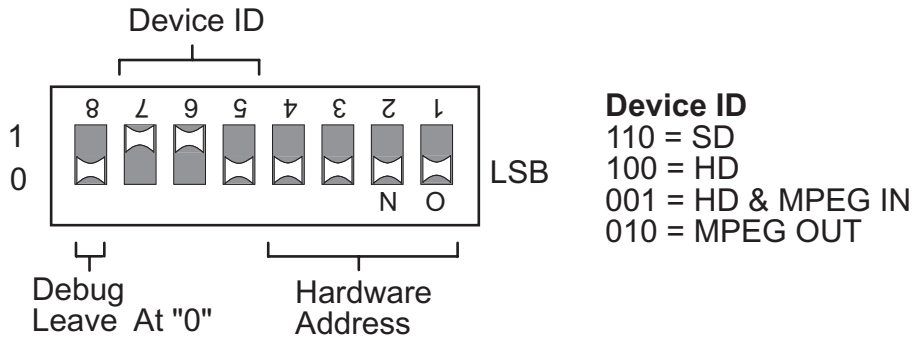 Device ID
8 7 6 5 4 3 2 1
1
0
LSB
N O
Debug
Leave At "0"
Hardware
Address
Device ID
110 = SD
100 = HD
001 = HD & MPEG IN
010 = MPEG OUT